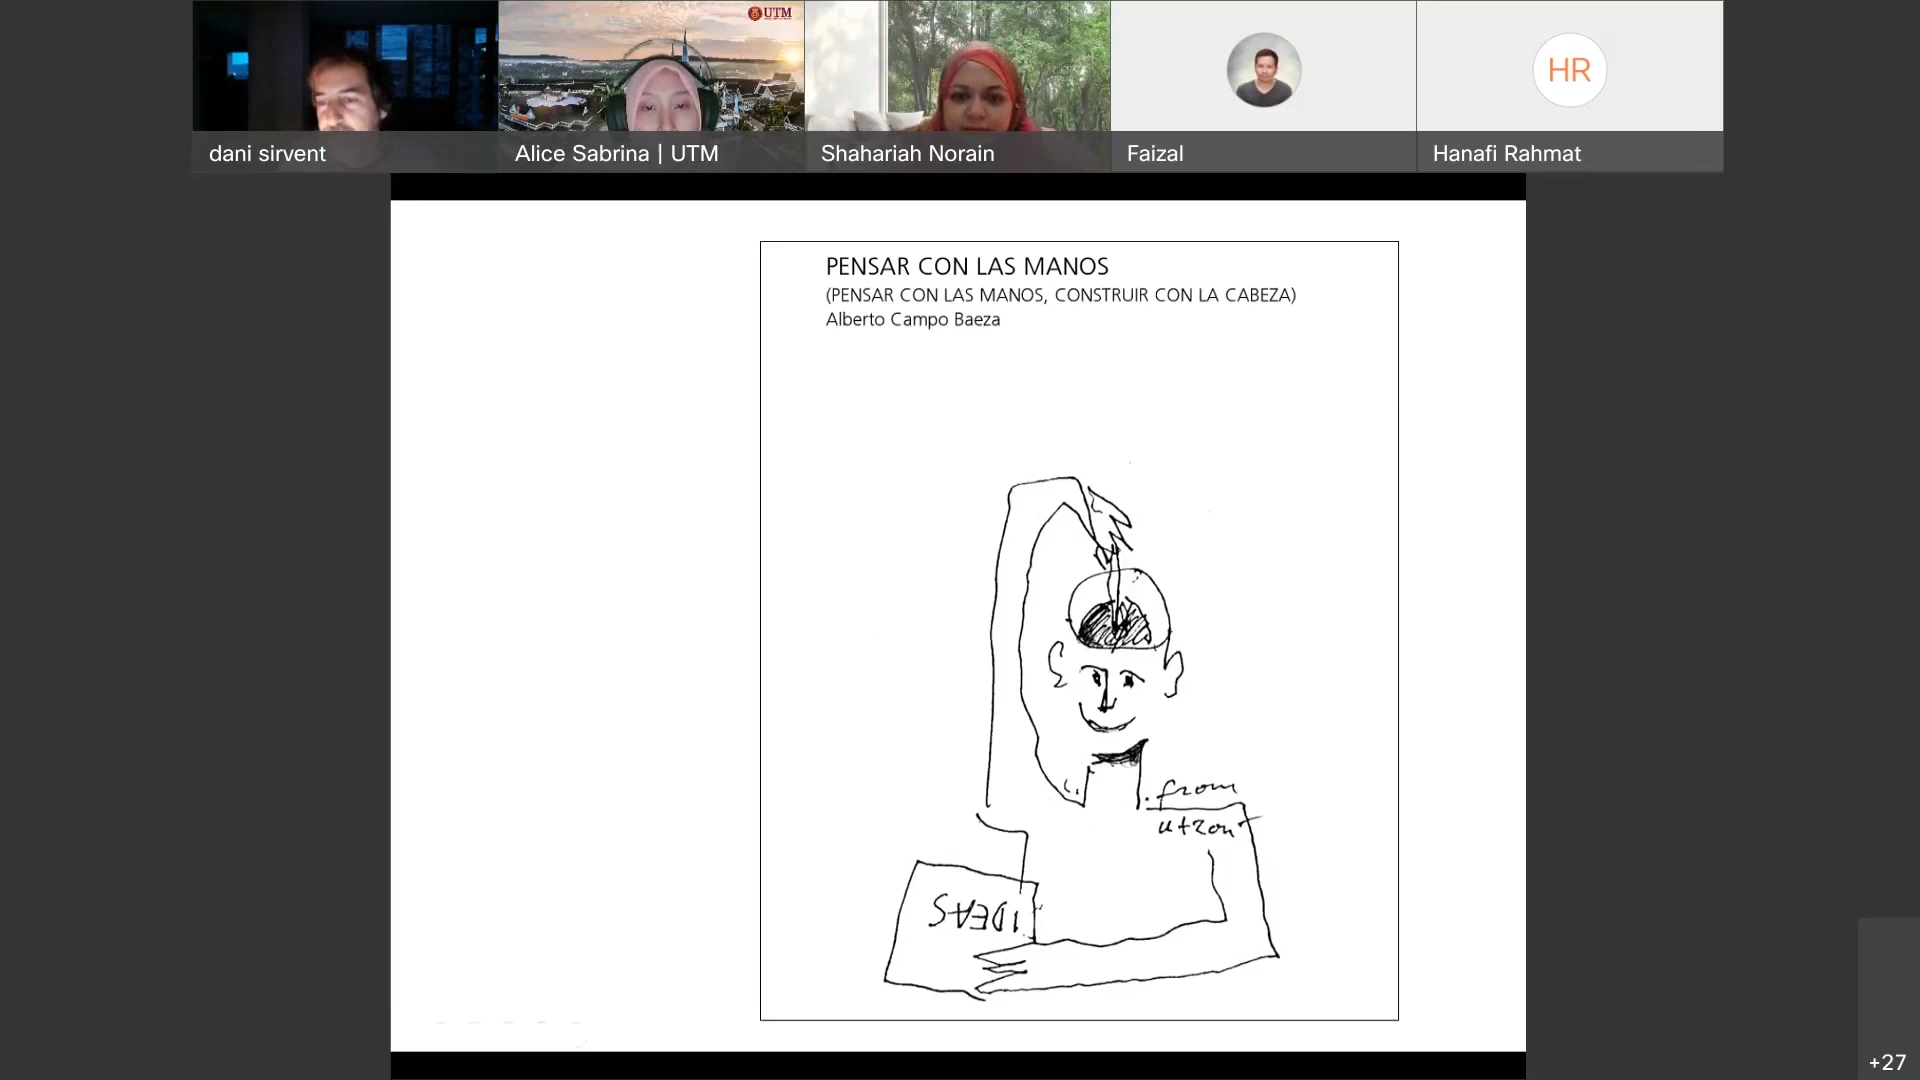 UTM
dani sirvent
Alice Sabrina | UTM
Shahariah Norain
Faizal
HR
Hanafi Rahmat
PENSAR CON LAS MANOS
(PENSAR CON LAS MANOS, CONSTRUIR CON LA CABEZA)
Alberto Campo Baeza
from
utzon
IDEAS
+27